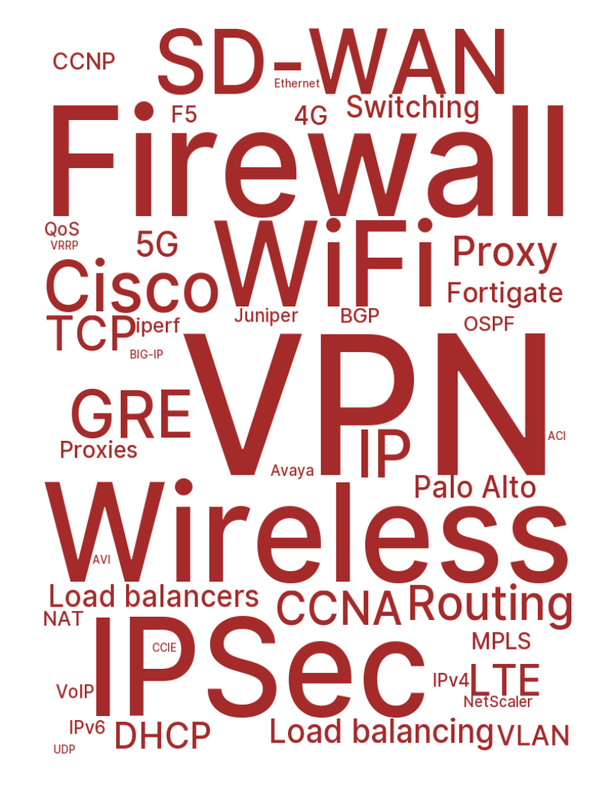 SD-WAN
CCNP
Ethernet
Firewall
F5
4G
Switching
QoS
VRRP
5G
WiFi
Proxy
Cisco
Fortigate
Juniper
BGP
OSPF
TCP
iperf
BIG-IP
VPN
GRE
Proxies
IP
ACI
Avaya
Palo Alto
Wireless
AVI
Load balancers
CCNA
Routing
NAT
IPSec
CCIE
MPLS
VoIP
IPv4
LTE
NetScaler
IPv6
DHCP
Load balancing
VLAN
UDP